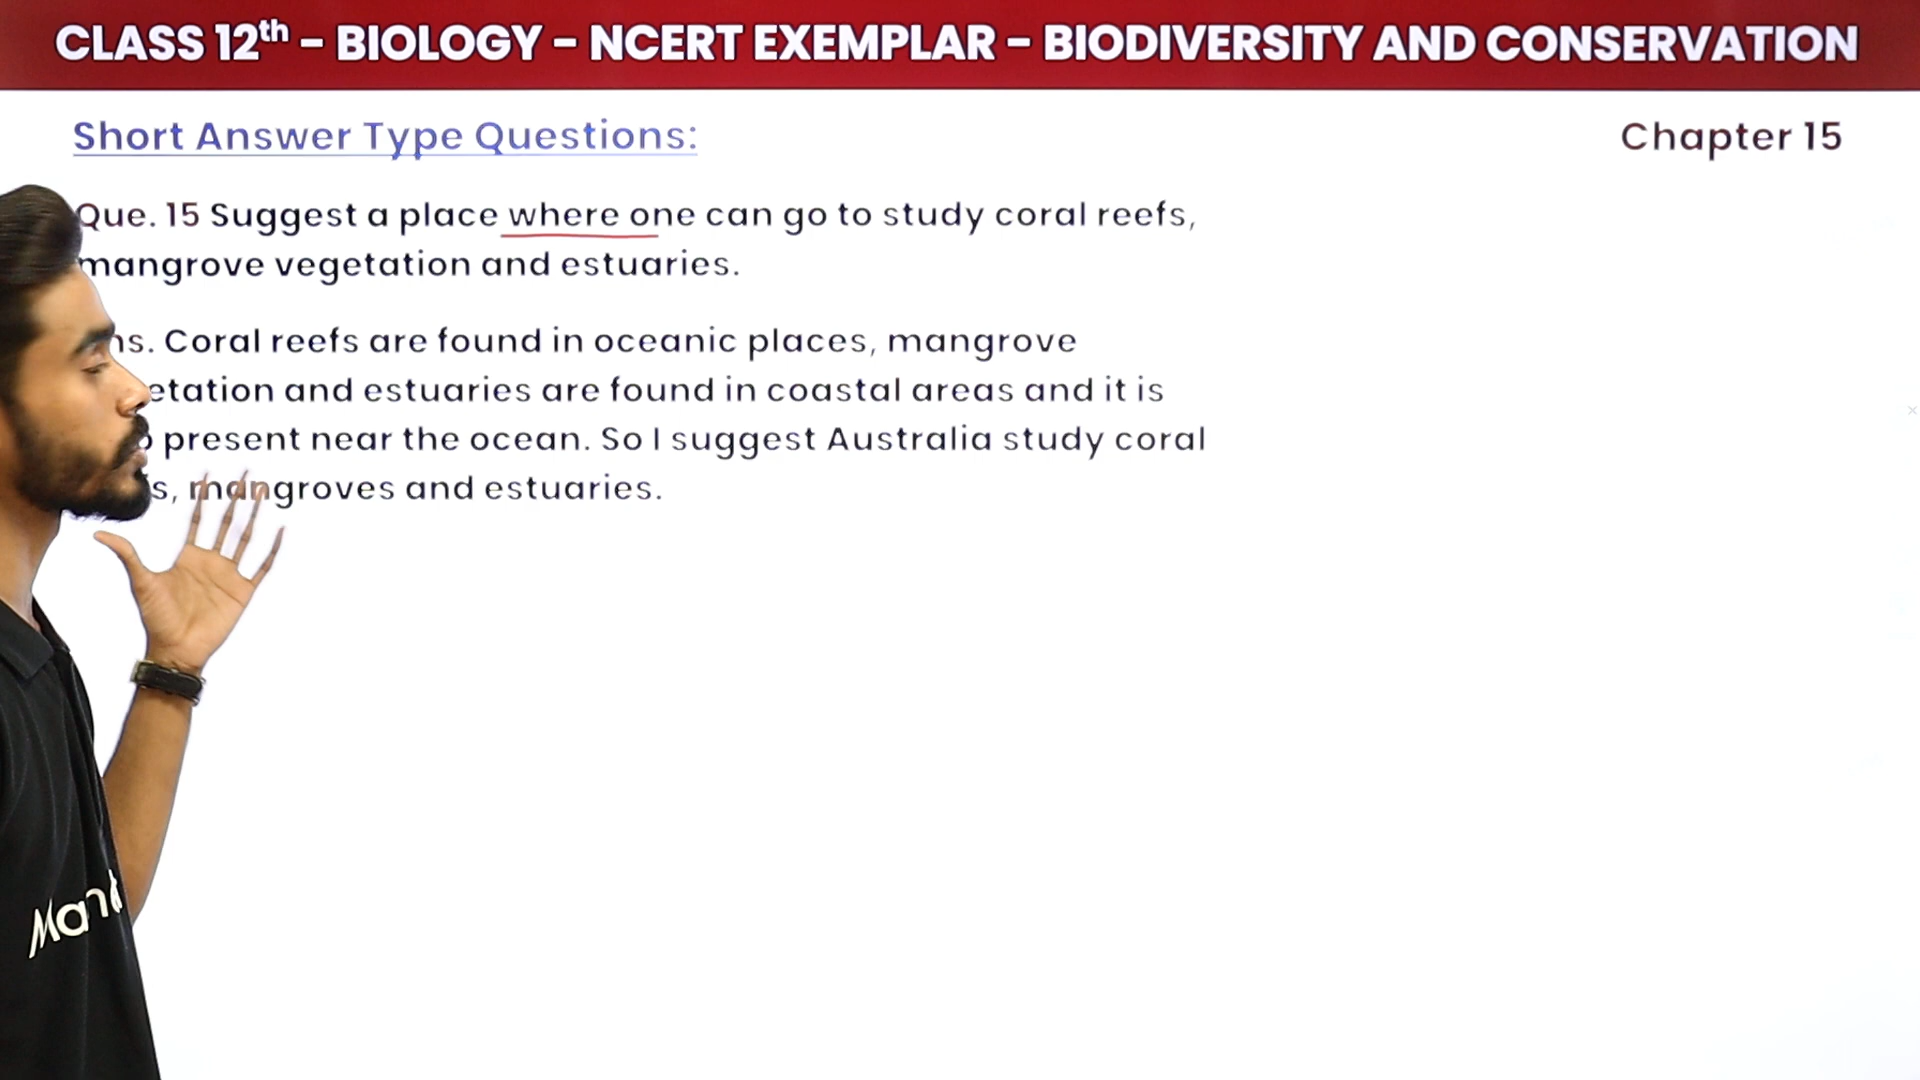 CLASS 12th – BIOLOGY – NCERT EXEMPLAR – BIODIVERSITY AND CONSERVATION
Short Answer Type Questions:
Chapter 15
Que. 15 Suggest a place where one can go to study coral reefs,
mangrove vegetation and estuaries.
Coral reefs are found in oceanic places, mangrove
and estuaries are found in coastal areas and it is
present near the ocean. So I suggest Australia study coral
mangroves and estuaries.